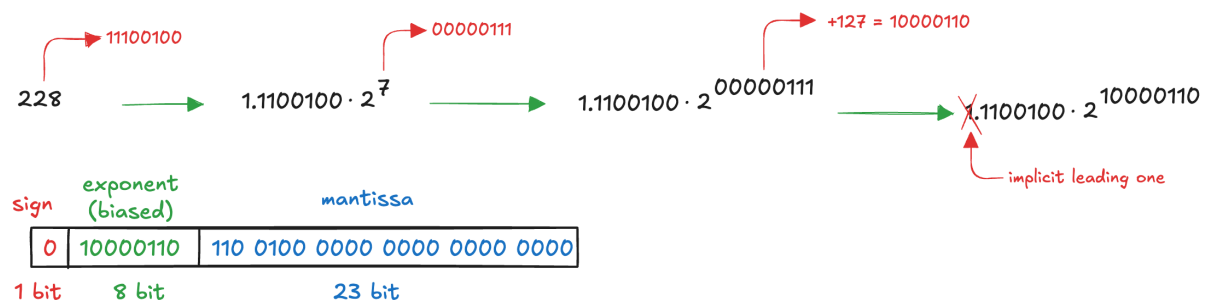 11100100
228
1.1100100 · 2^7
00000111
1.1100100 · 2^00000111
+127 = 10000110
1.1100100 · 2^10000110
implicit leading one
sign
exponent
(biased)
mantissa
0 10000110 110 0100 0000 0000 0000 0000
1 bit 8 bit 23 bit